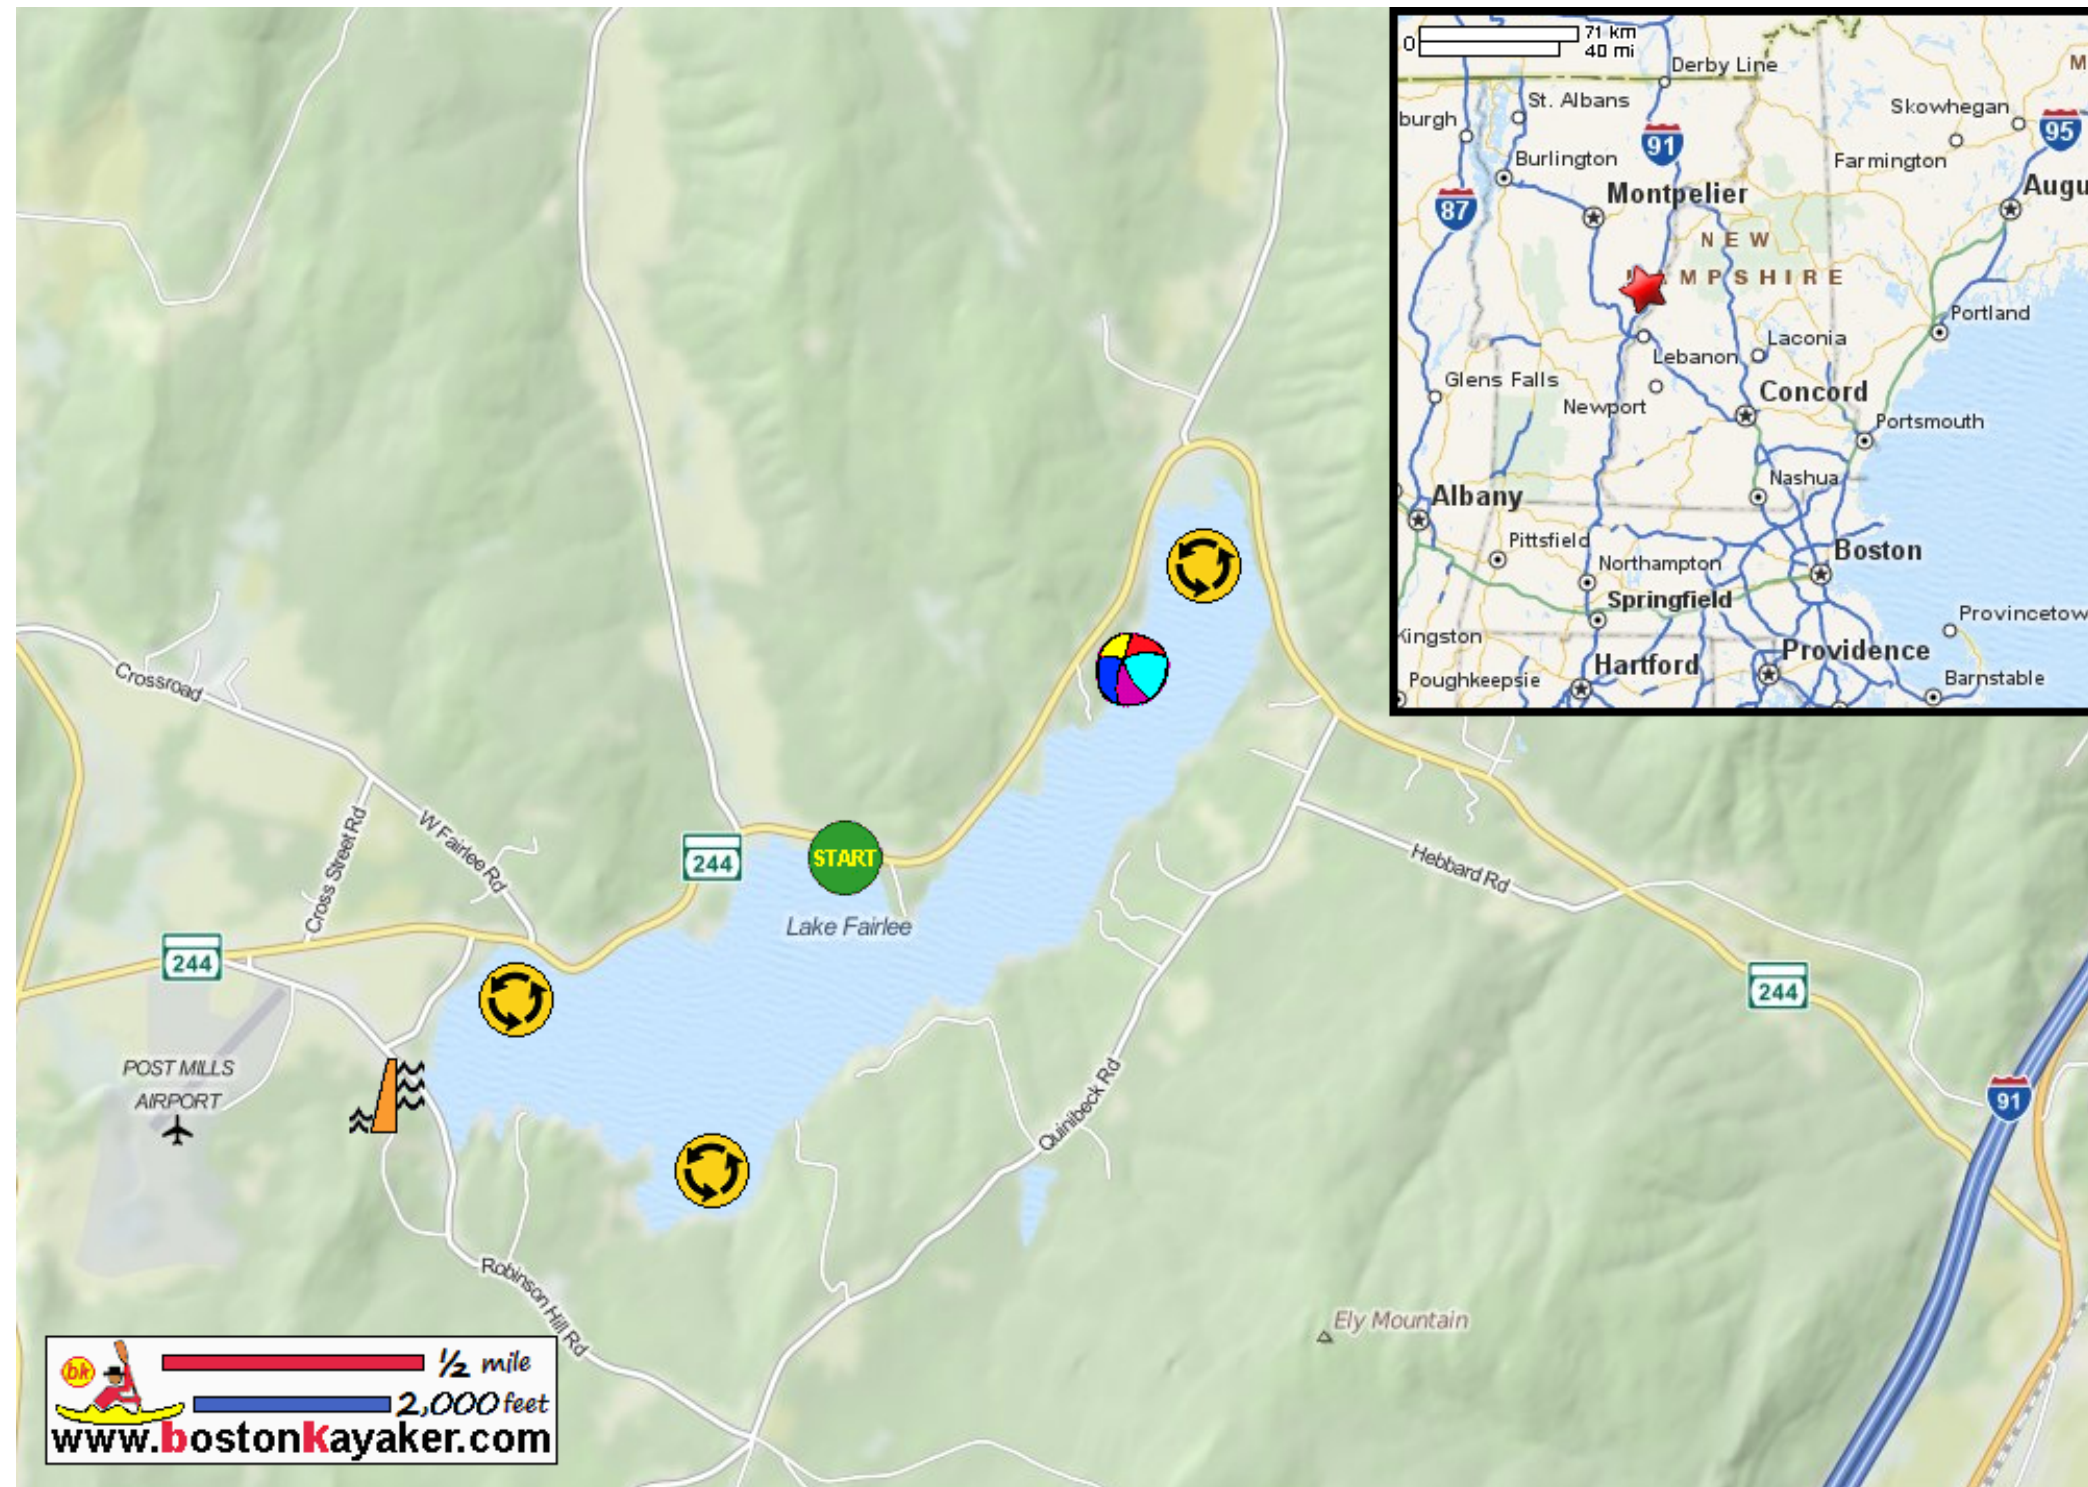 0
71 km
40 mi
Derby Line
St. Albans
Skowhegan
burgh
95
91
Burlington
Farmington
Montpelier
Augu
87
NEW
AMPSHIRE
Portland
Laconia
Lebanon
Glens Falls
Concord
Newport
Portsmouth
Nashua
Albany
Pittsfield
Boston
Northampton
Springfield
Provincetow
Kingston
Providence
Hartford
Poughkeepsie
Barnstable
Crossroad
W Fairlee Rd
Cross Street Rd
244
START
Lake Fairlee
Hebbard Rd
244
244
POST MILLS
AIRPORT
Quinibeck Rd
91
Robinson Hill Rd
Ely Mountain
bk
½ mile
2,000 feet
www.bostonkayaker.com